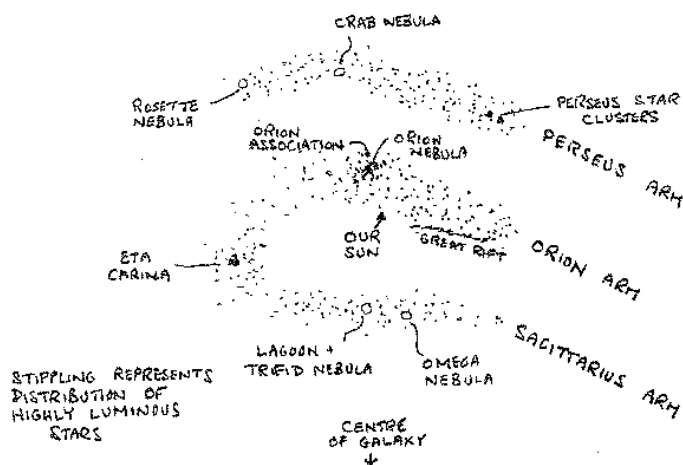 CRAB NEBULA
ROSETTE
NEBULA
PERSEUS STAR
CLUSTERS
ORION
ASSOCIATION
ORION
NEBULA
PERSEUS ARM
OUR
SUN
GREAT RIFT
ORION ARM
ETA
CARINA
LAGOON +
TRIFID NEBULA
OMEGA
NEBULA
SAGITTARIUS ARM
STIPPLING REPRESENTS
DISTRIBUTION OF
HIGHLY LUMINOUS
STARS
CENTRE
OF GALAXY